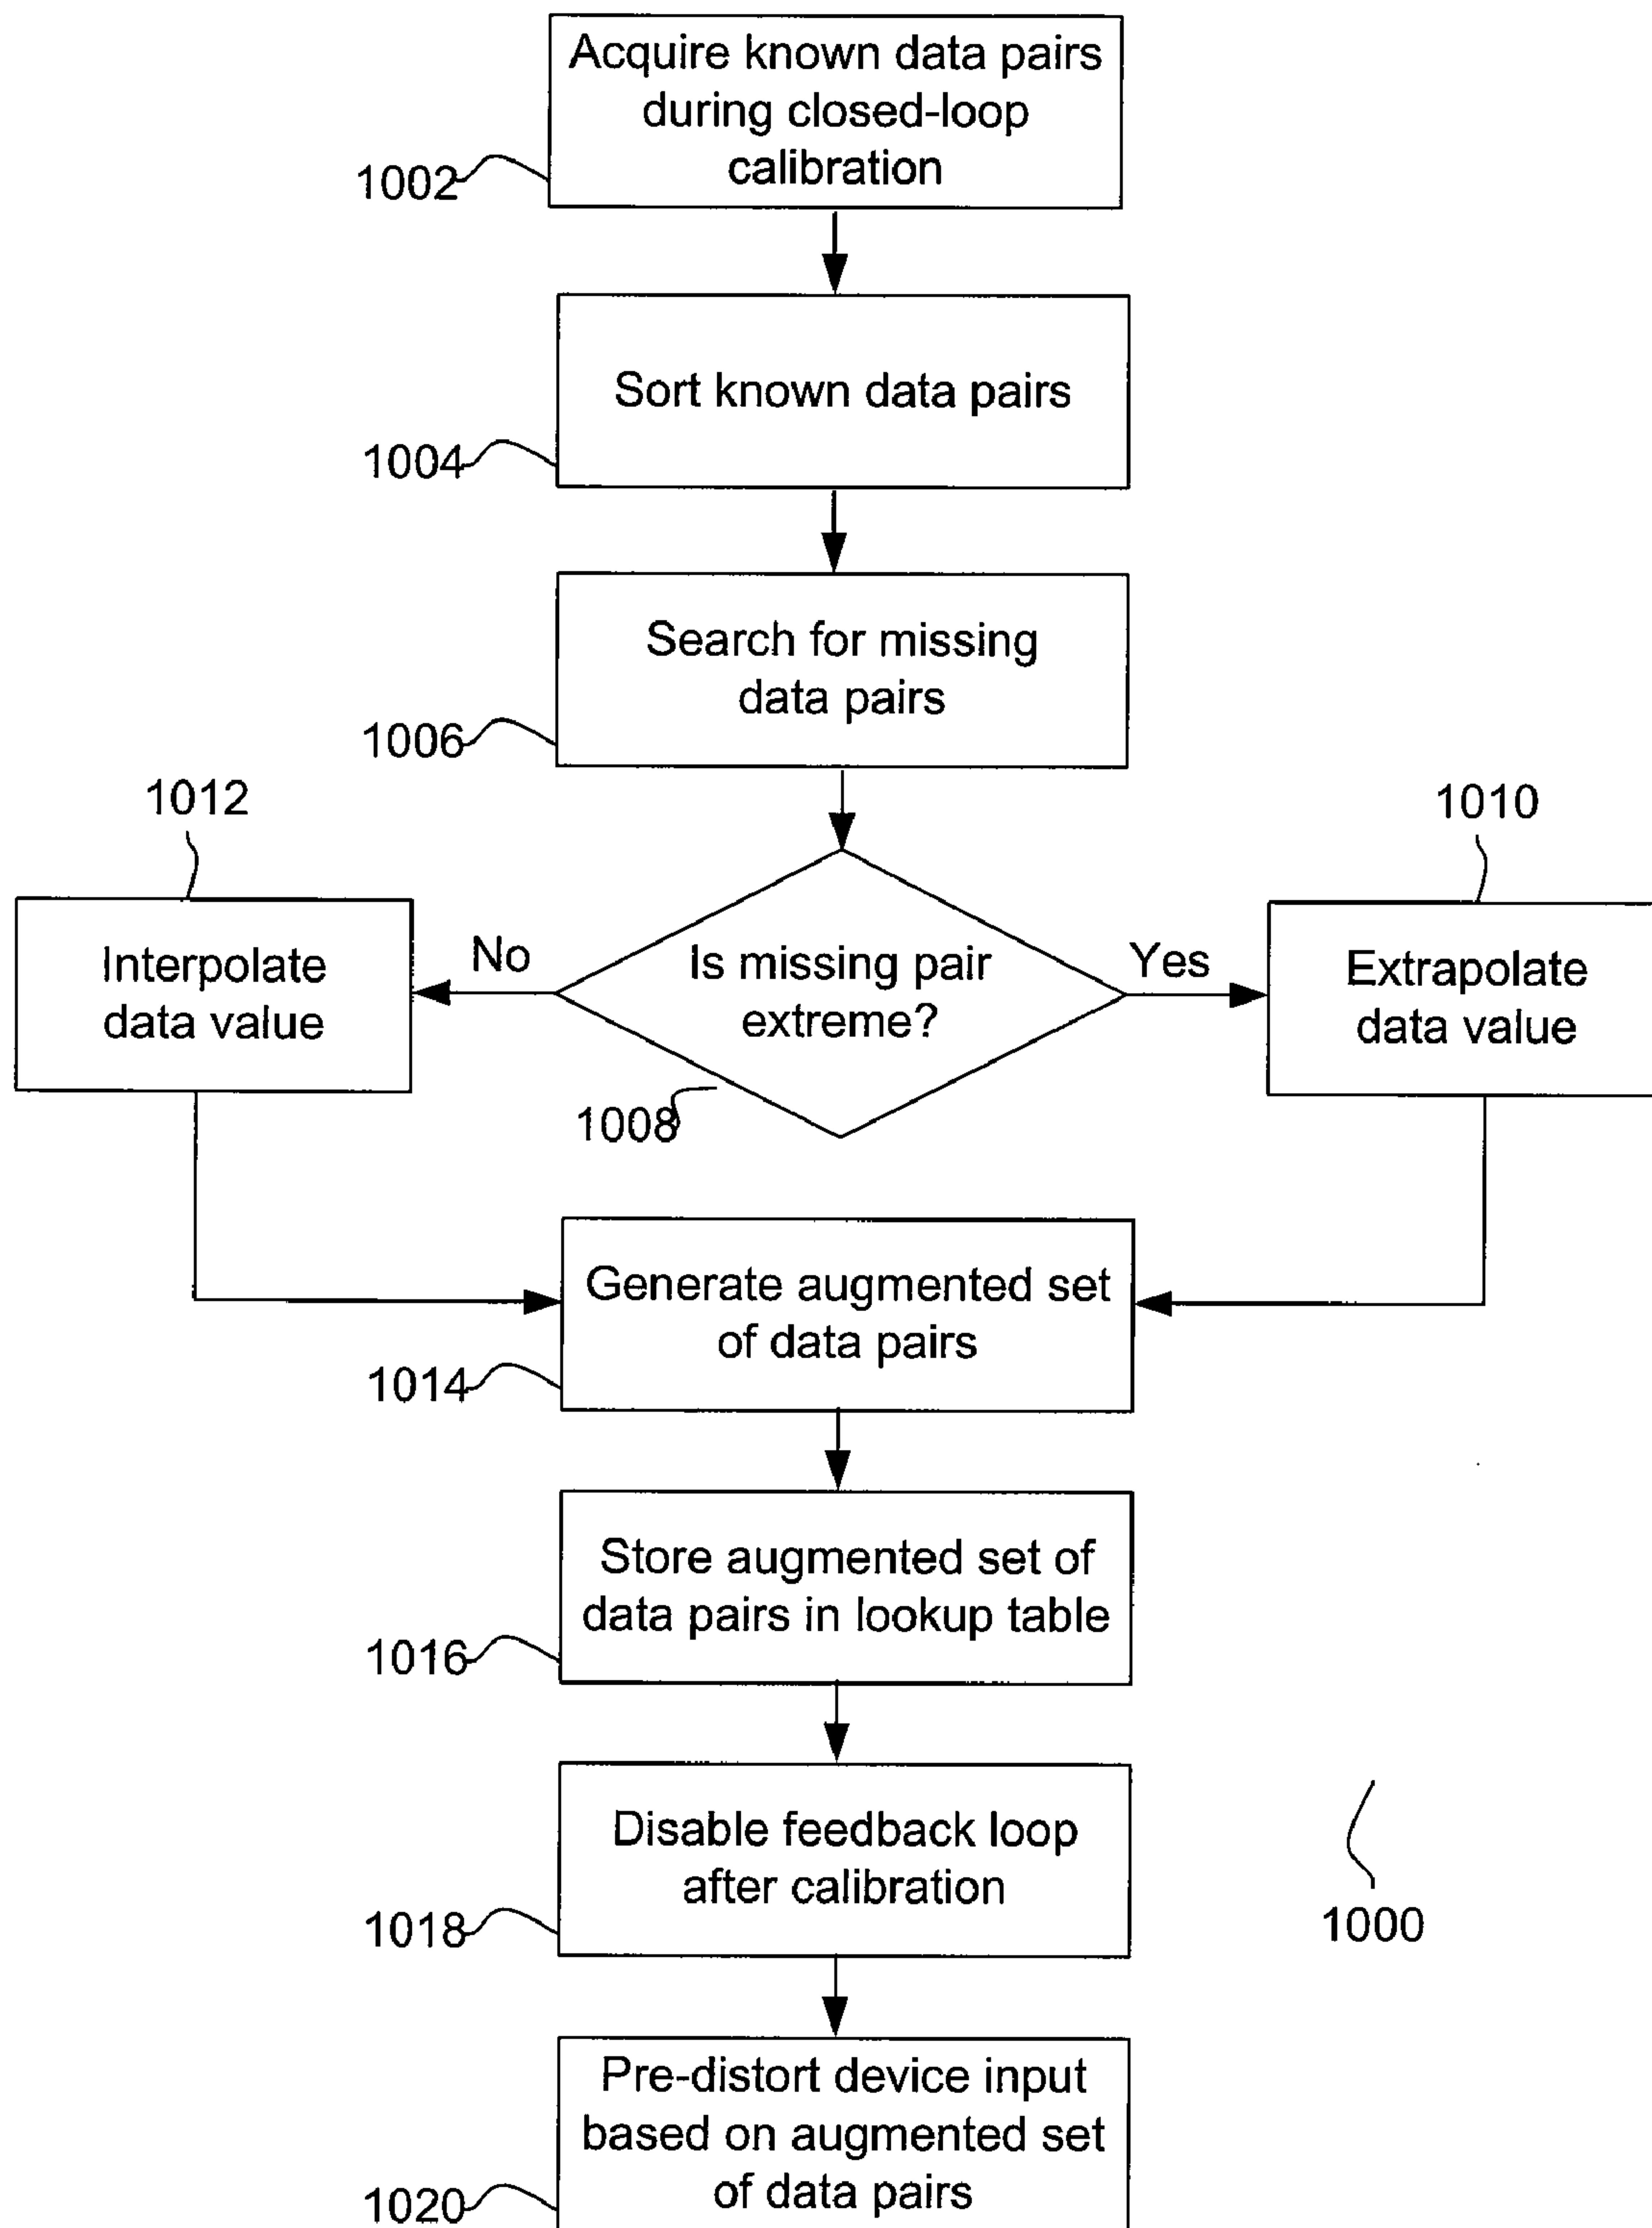 Acquire known data pairs
during closed-loop
calibration
1002
Sort known data pairs
1004
Search for missing
data pairs
1006
1012
1010
Interpolate
data value
No
Is missing pair
extreme?
Yes
Extrapolate
data value
1008
Generate augmented set
of data pairs
1014
Store augmented set of
data pairs in lookup table
1016
Disable feedback loop
after calibration
1018
1000
Pre-distort device input
based on augmented set
of data pairs
1020